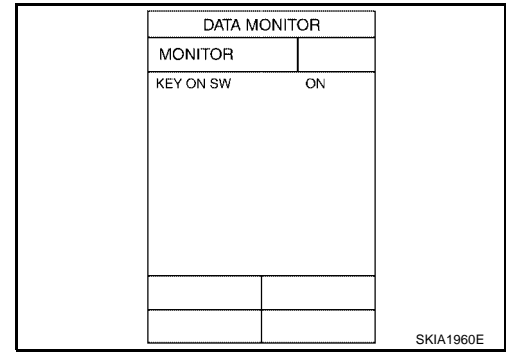 DATA MONITOR
MONITOR
KEY ON SW ON
SKIA1960E